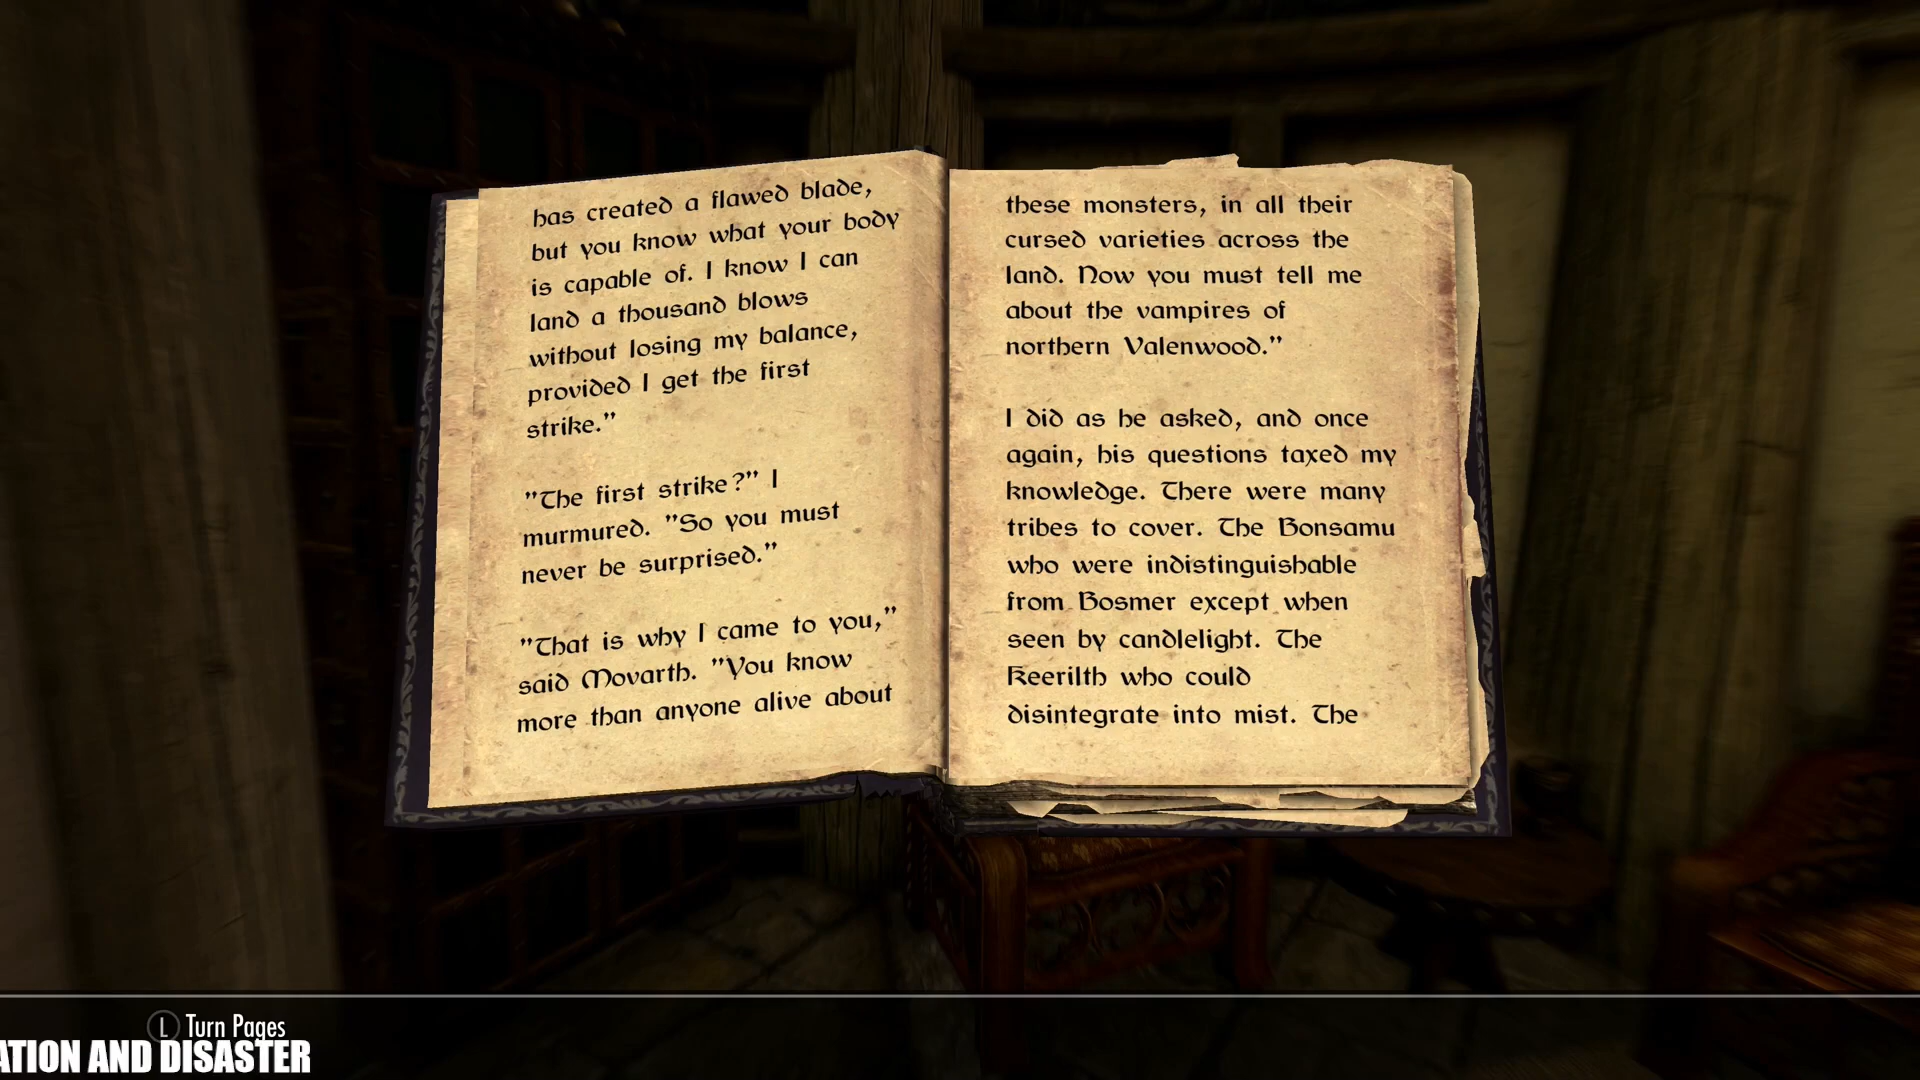 has created a flawed blade,
but you know what your body
is capable of. I know I can
land a thousand blows
without losing my balance,
provided I get the first
strike."
"The first strike?" I
murmured. "So you must
never be surprised."
"That is why I came to you,"
said Movarth. "You know
more than anyone alive about
these monsters, in all their
cursed varieties across the
land. Now you must tell me
about the vampires of
northern Valenwood."
I did as he asked, and once
again, his questions taxed my
knowledge. There were many
tribes to cover. The Bonsamu
who were indistinguishable
from Bosmer except when
seen by candlelight. The
Keerilth who could
disintegrate into mist. The
L Turn Pages
ATION AND DISASTER